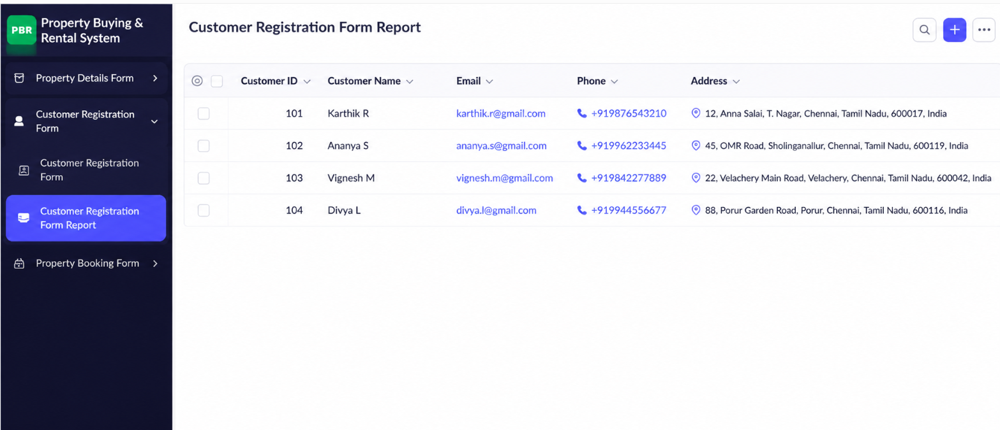 PBR
Property Buying &
Rental System
Property Details Form
Customer Registration
Form
Customer Registration
Form
Customer Registration
Form Report
Property Booking Form
Customer Registration Form Report
Customer ID Customer Name Email Phone Address
101 Karthik R karthik.r@gmail.com +919876543210 12, Anna Salai, T. Nagar, Chennai, Tamil Nadu, 600017, India
102 Ananya S ananya.s@gmail.com +919962233445 45, OMR Road, Sholinganallur, Chennai, Tamil Nadu, 600119, India
103 Vignesh M vignesh.m@gmail.com +919842277889 22, Velachery Main Road, Velachery, Chennai, Tamil Nadu, 600042, India
104 Divya L divya.l@gmail.com +919944556677 88, Porur Garden Road, Porur, Chennai, Tamil Nadu, 600116, India